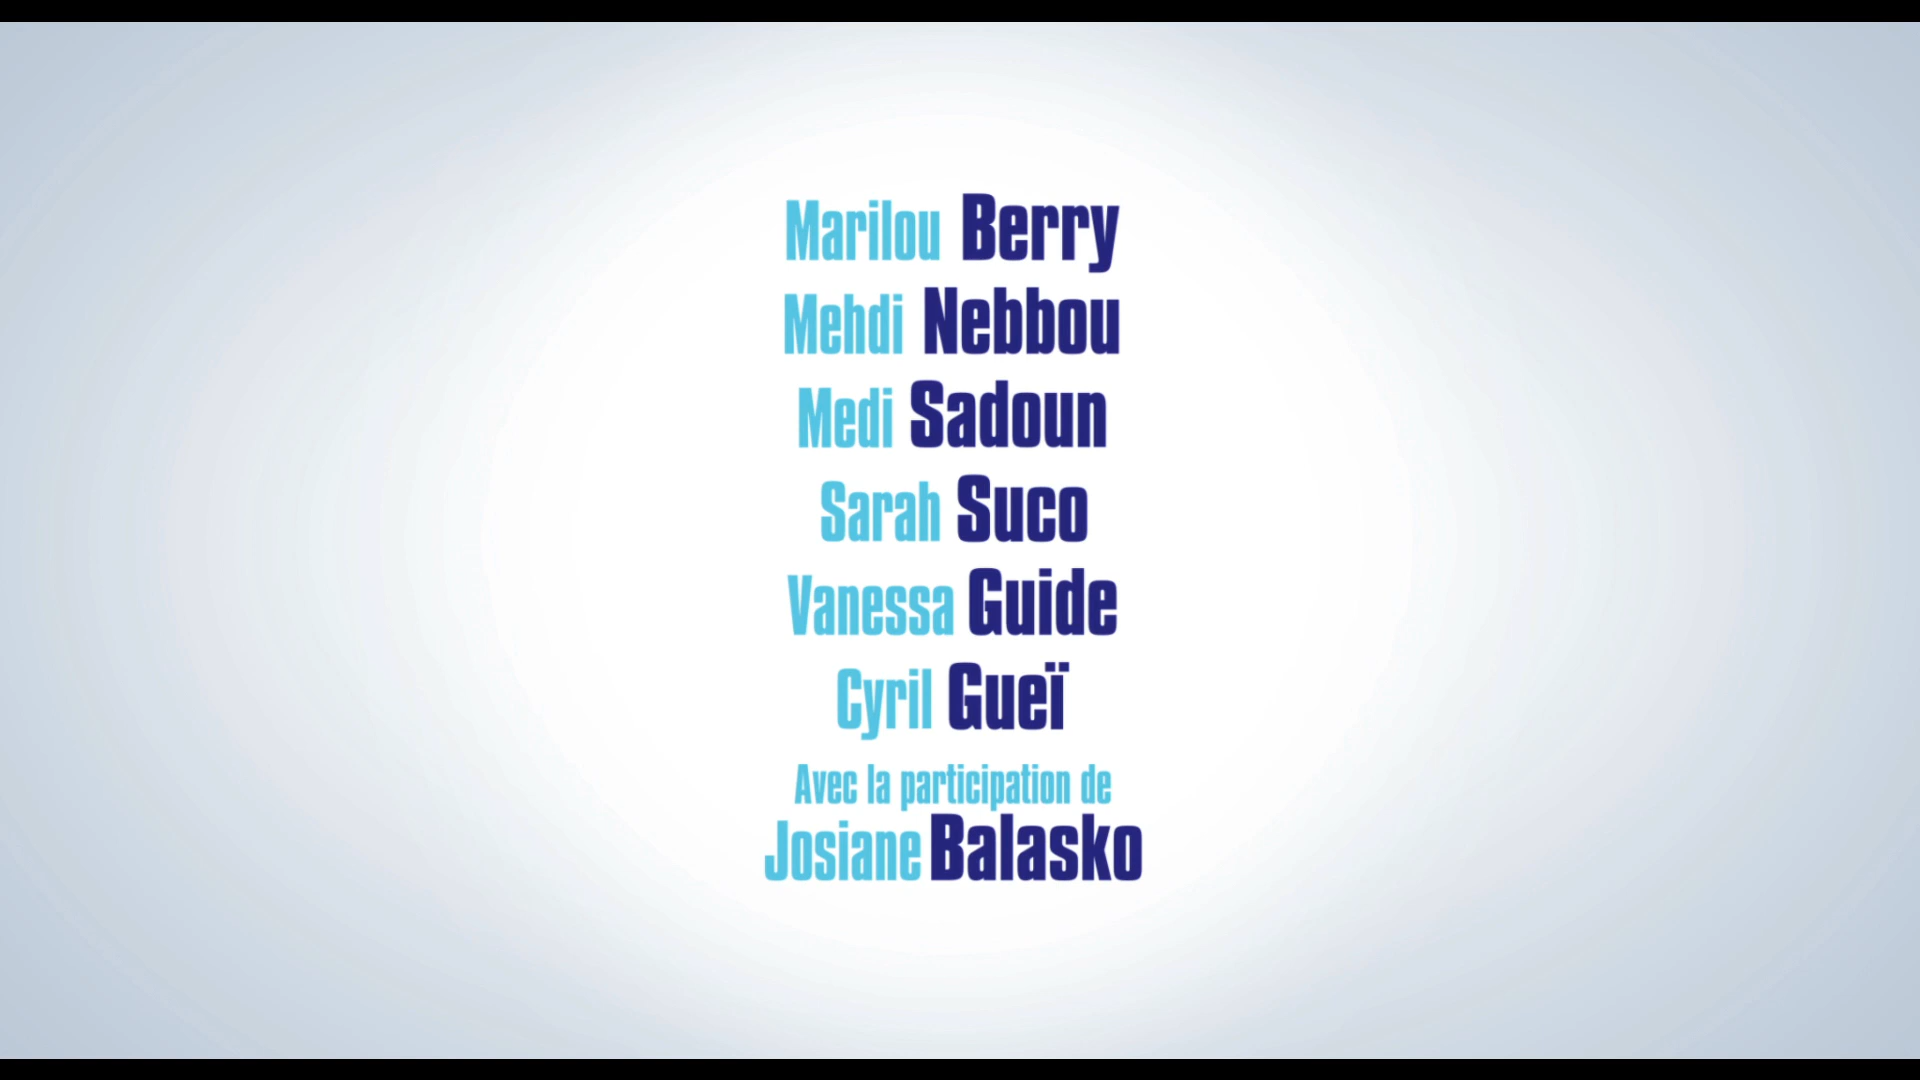 Marilou Berry
Mehdi Nebbou
Medi Sadoun
Sarah Suco
Vanessa Guide
Cyril Gueï
Avec la participation de
Josiane Balasko